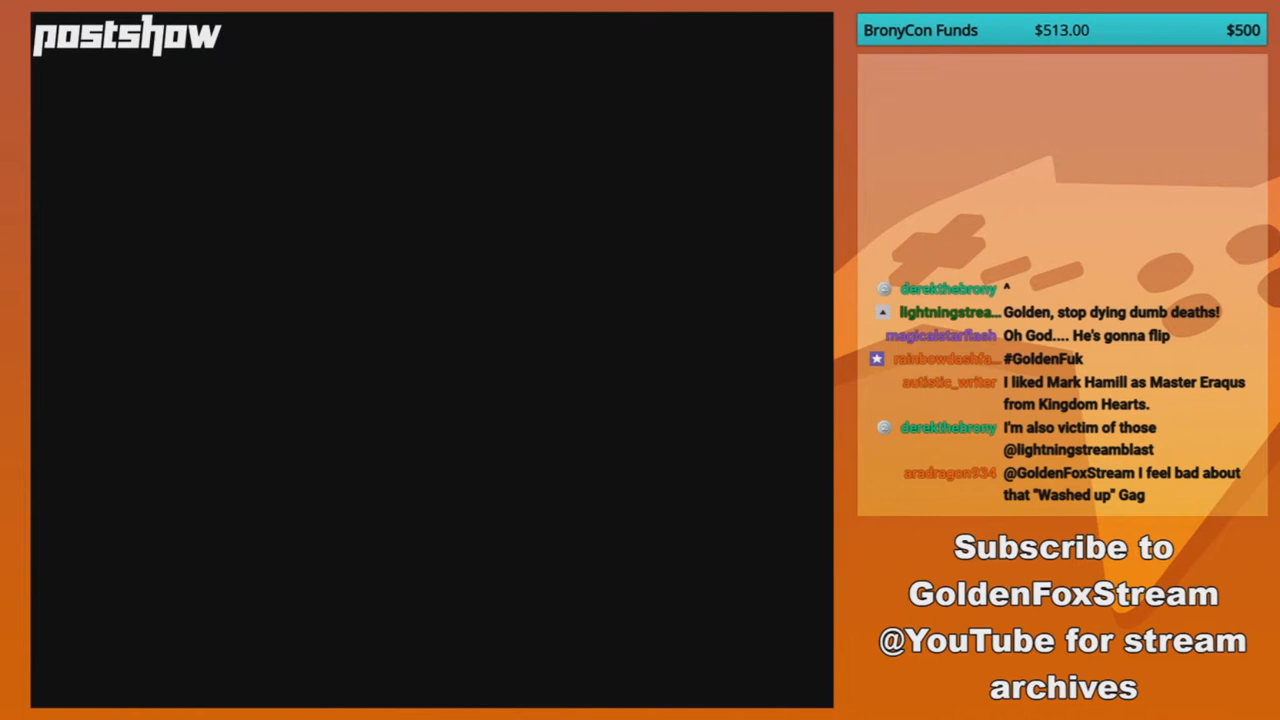 postshow
BronyCon Funds $513.00 $500
derekthebrony ^
lightningstrea... Golden, stop dying dumb deaths!
magicalstarflash Oh God.... He's gonna flip
rainbowdashfa... #GoldenFuk
autistic_writer I liked Mark Hamill as Master Eraqus
from Kingdom Hearts.
derekthebrony I'm also victim of those
@lightningstreamblast
aradragon934 @GoldenFoxStream I feel bad about
that "Washed up" Gag
Subscribe to
GoldenFoxStream
@YouTube for stream
archives